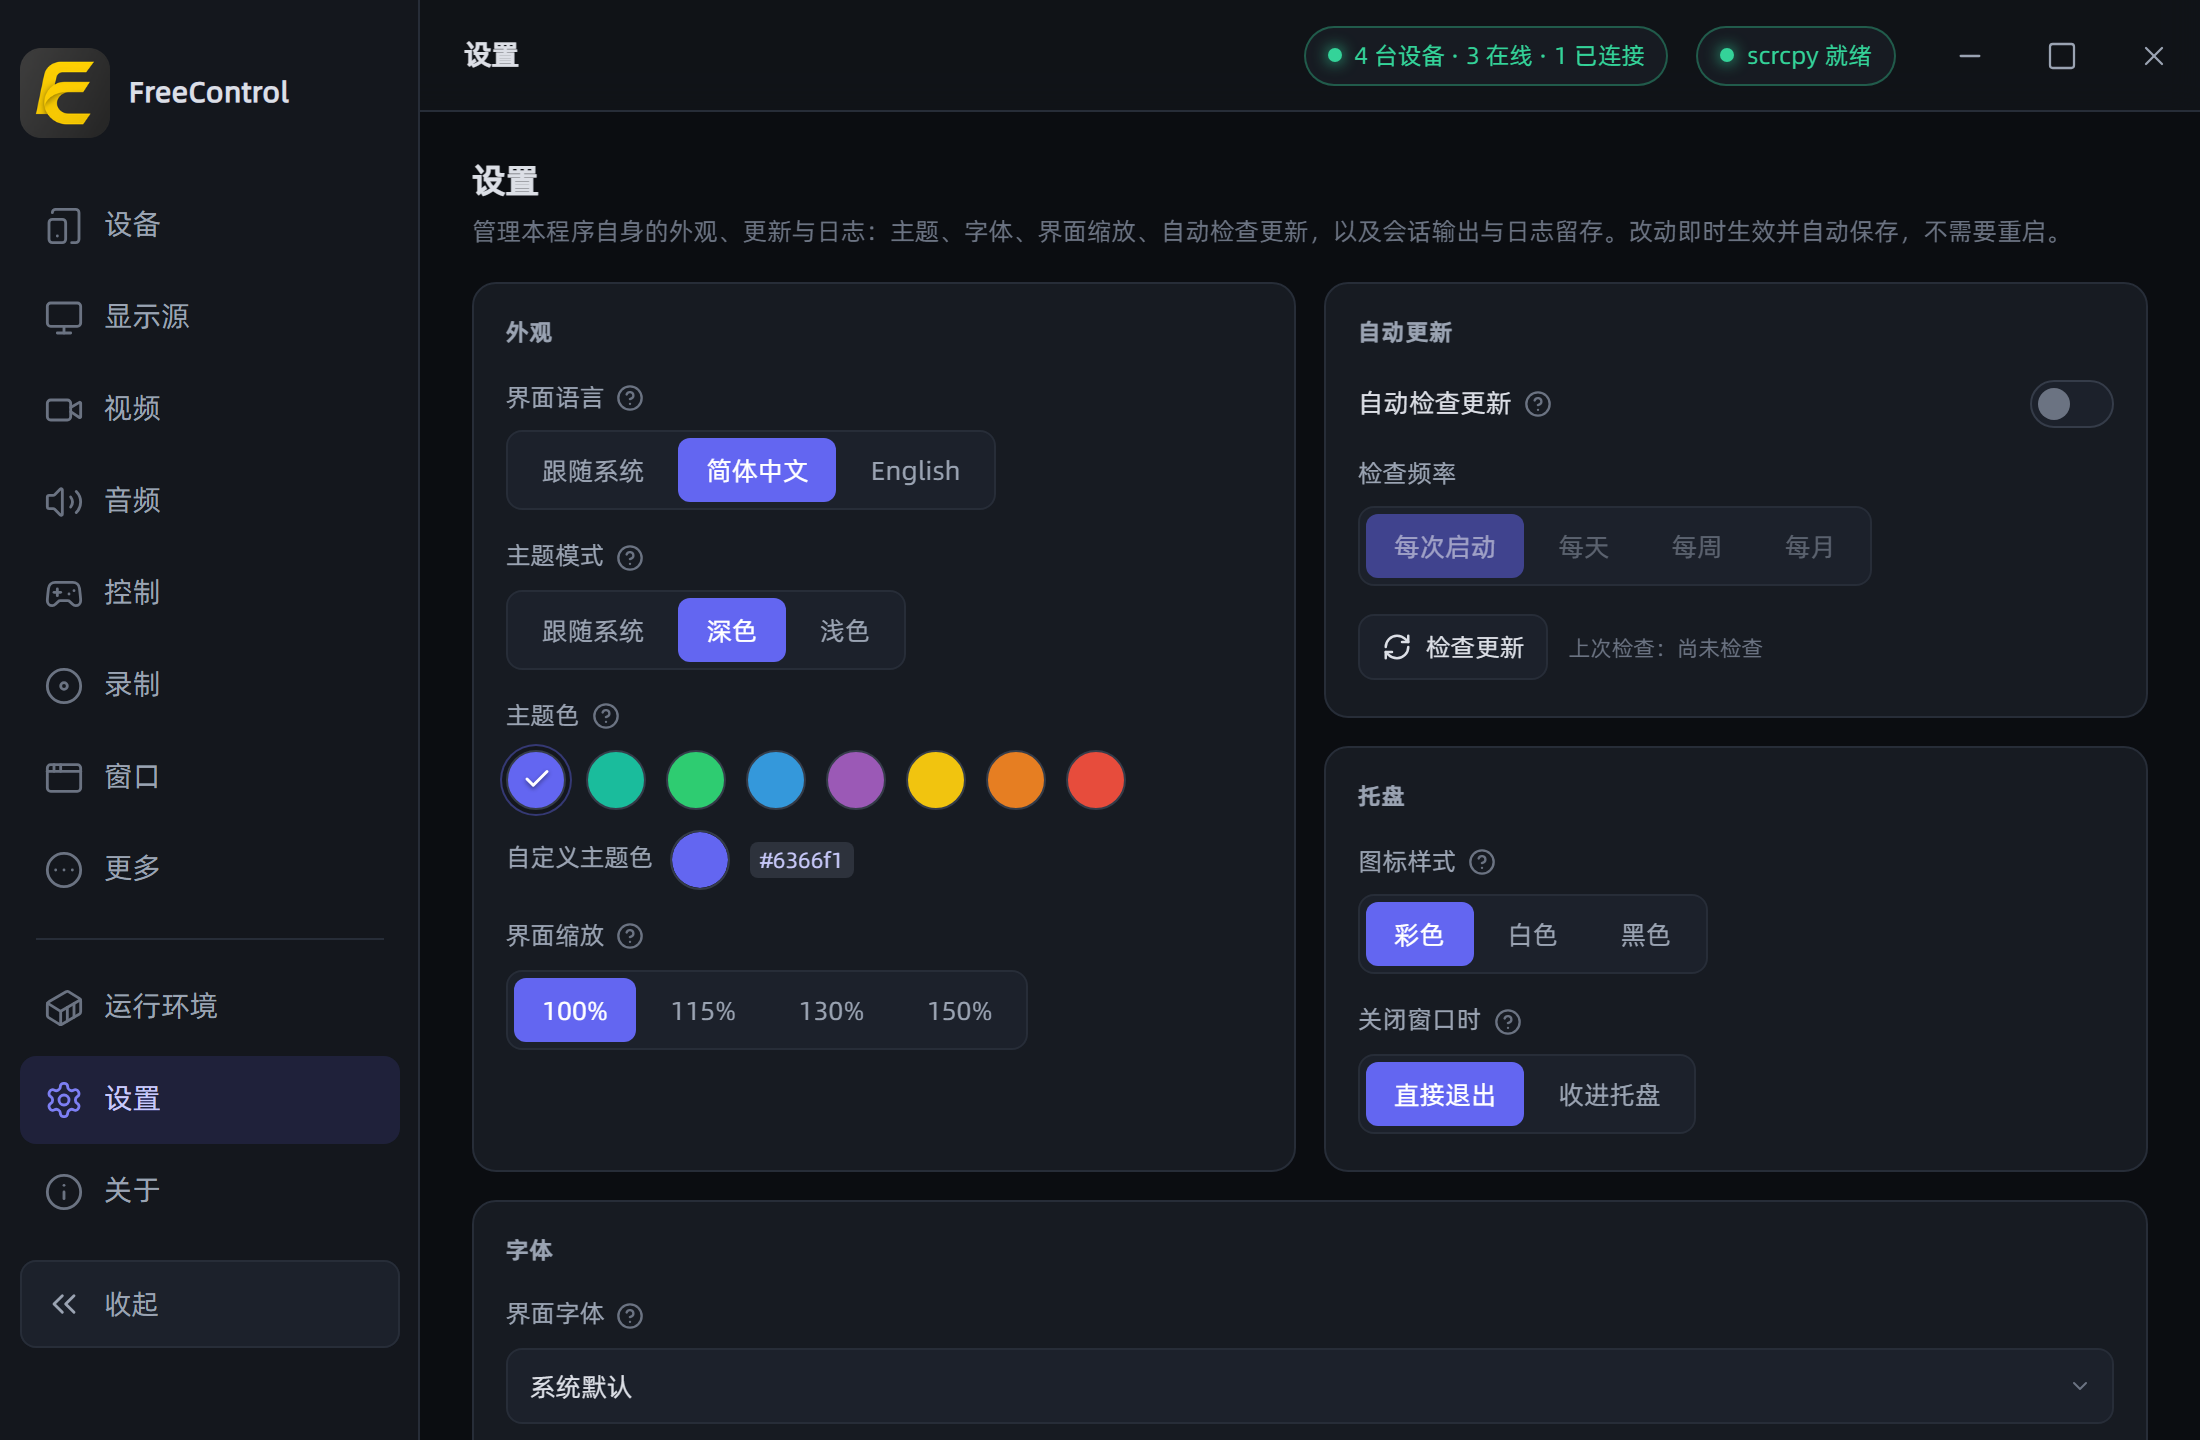 FreeControl
设备
显示源
视频
音频
控制
录制
窗口
更多
运行环境
设置
关于
收起
设置
4 台设备 · 3 在线 · 1 已连接
scrcpy 就绪
设置
管理本程序自身的外观、更新与日志：主题、字体、界面缩放、自动检查更新，以及会话输出与日志留存。改动即时生效并自动保存，不需要重启。
外观
界面语言
跟随系统 简体中文 English
主题模式
跟随系统 深色 浅色
主题色
自定义主题色 #6366f1
界面缩放
100% 115% 130% 150%
自动更新
自动检查更新
检查频率
每次启动 每天 每周 每月
检查更新 上次检查：尚未检查
托盘
图标样式
彩色 白色 黑色
关闭窗口时
直接退出 收进托盘
字体
界面字体
系统默认